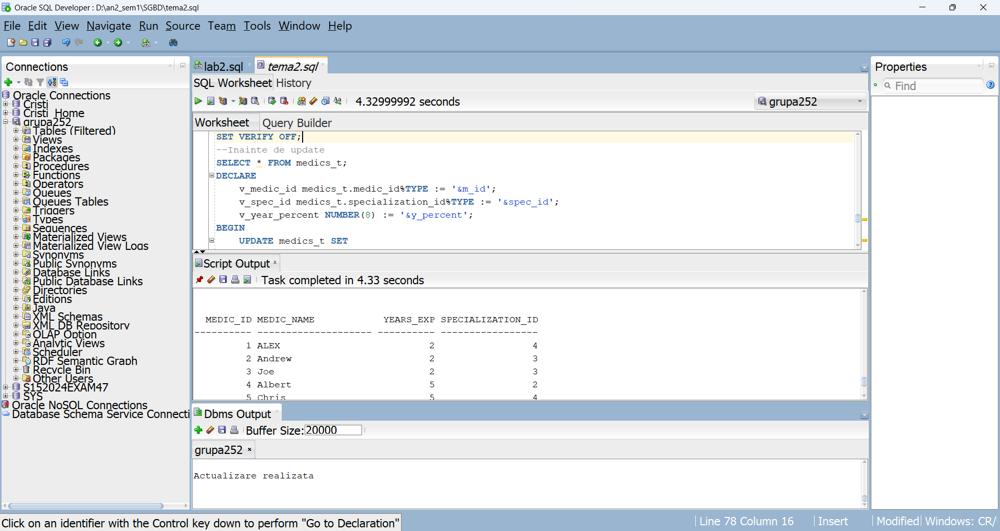 Oracle SQL Developer : D:\an2_sem1\SGBD\tema2.sql
File Edit View Navigate Run Source Team Tools Window Help
Connections
Oracle Connections
Cristi
Cristi_Home
grupa252
Tables (Filtered)
Views
Indexes
Packages
Procedures
Functions
Operators
Queues
Queues Tables
Triggers
Types
Sequences
Materialized Views
Materialized View Logs
Synonyms
Public Synonyms
Database Links
Public Database Links
Directories
Editions
Java
XML Schemas
XML DB Repository
OLAP Option
Analytic Views
Scheduler
RDF Semantic Graph
Recycle Bin
Other Users
S152024EXAM47
SYS
Oracle NoSQL Connections
Database Schema Service Connecti
lab2.sql tema2.sql
SQL Worksheet History
4.32999992 seconds
grupa252
Worksheet Query Builder
SET VERIFY OFF;
--Inainte de update
SELECT * FROM medics_t;
DECLARE
v_medic_id medics_t.medic_id%TYPE := '&m_id';
v_spec_id medics_t.specialization_id%TYPE := '&spec_id';
v_year_percent NUMBER(8) := '&y_percent';
BEGIN
UPDATE medics_t SET
Script Output
Task completed in 4.33 seconds
MEDIC_ID MEDIC_NAME YEARS_EXP SPECIALIZATION_ID
---------- -------------------- ---------- -----------------
1 ALEX 2 4
2 Andrew 2 3
3 Joe 2 3
4 Albert 5 2
5 Chris 5 4
Dbms Output
Buffer Size: 20000
grupa252
Actualizare realizata
Properties
Find
Click on an identifier with the Control key down to perform "Go to Declaration"
Line 78 Column 16 Insert Modified Windows: CR/